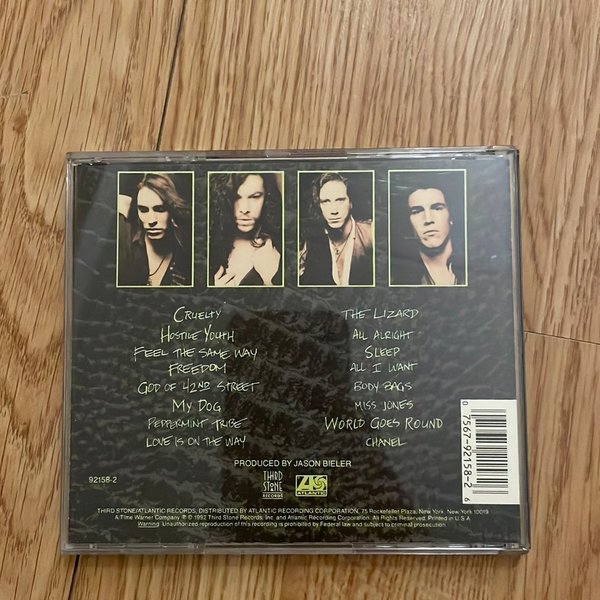 CRUELTY
HOSTILE YOUTH
FEEL THE SAME WAY
FREEDOM
GOD OF 42ND STREET
MY DOG
PEPPERMINT TRIBE
LOVE IS ON THE WAY
THE LIZARD
ALL ALRIGHT
SLEEP
ALL I WANT
BODY BAGS
MISS JONES
WORLD GOES ROUND
CHANEL
PRODUCED BY JASON BIELER
92158-2
THIRD
STONE
RECORDS
ATLANTIC
0 7567-92158-2 6
THIRD STONE/ATLANTIC RECORDS, DISTRIBUTED BY ATLANTIC RECORDING CORPORATION, 75 Rockefeller Plaza, New York, New York 10019
A Time Warner Company ℗ © 1992 Third Stone Records, Inc. and Atlantic Recording Corporation. All Rights Reserved. Printed in U.S.A.
Warning: Unauthorized reproduction of this recording is prohibited by Federal law and subject to criminal prosecution.